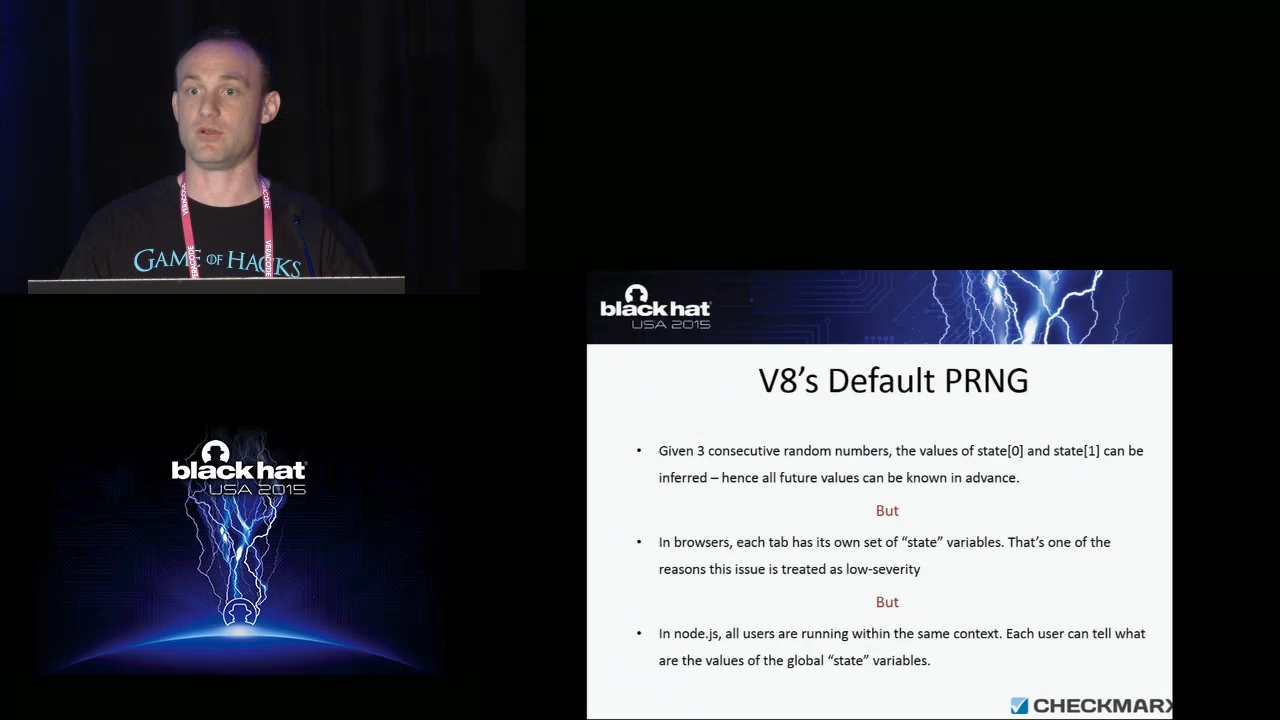 VERACODE
VERACODE
VERACODE
VERACODE
GAME OF HACKS
black hat
USA 2015
V8’s Default PRNG
• Given 3 consecutive random numbers, the values of state[0] and state[1] can be
inferred – hence all future values can be known in advance.
But
• In browsers, each tab has its own set of “state” variables. That’s one of the
reasons this issue is treated as low-severity
But
• In node.js, all users are running within the same context. Each user can tell what
are the values of the global “state” variables.
CHECKMARX
black hat
USA 2015